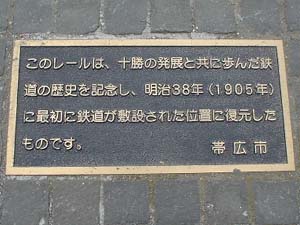 このレールは、十勝の発展と共に歩んだ鉄
道の歴史を記念し、明治38年(1905年)
に最初に鉄道が敷設された位置に復元した
ものです。
帯広市